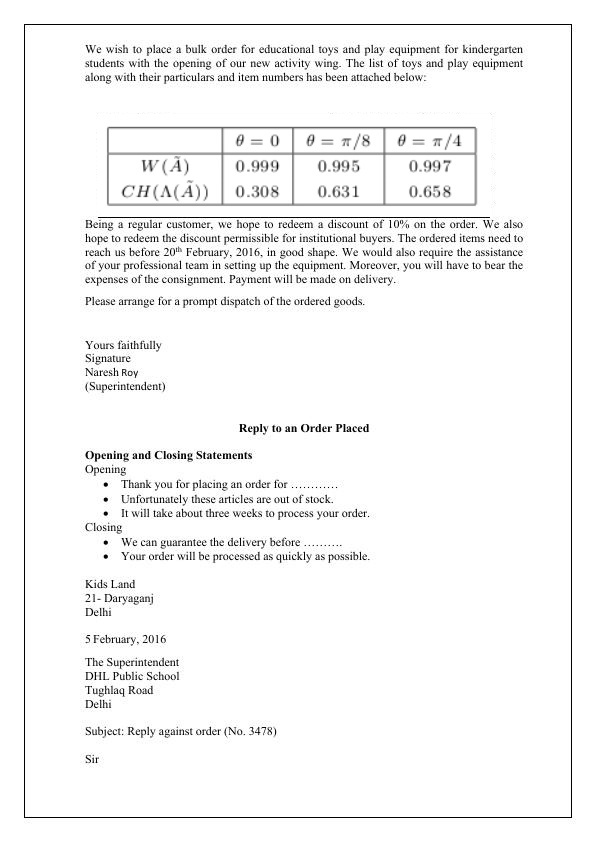 We wish to place a bulk order for educational toys and play equipment for kindergarten
students with the opening of our new activity wing. The list of toys and play equipment
along with their particulars and item numbers has been attached below:
θ = 0 θ = π/8 θ = π/4
W(Ã) 0.999 0.995 0.997
CH(Λ(Ã)) 0.308 0.631 0.658
Being a regular customer, we hope to redeem a discount of 10% on the order. We also
hope to redeem the discount permissible for institutional buyers. The ordered items need to
reach us before 20th February, 2016, in good shape. We would also require the assistance
of your professional team in setting up the equipment. Moreover, you will have to bear the
expenses of the consignment. Payment will be made on delivery.
Please arrange for a prompt dispatch of the ordered goods.
Yours faithfully
Signature
Naresh Roy
(Superintendent)
Reply to an Order Placed
Opening and Closing Statements
Opening
• Thank you for placing an order for …………
• Unfortunately these articles are out of stock.
• It will take about three weeks to process your order.
Closing
• We can guarantee the delivery before ……….
• Your order will be processed as quickly as possible.
Kids Land
21- Daryaganj
Delhi
5 February, 2016
The Superintendent
DHL Public School
Tughlaq Road
Delhi
Subject: Reply against order (No. 3478)
Sir